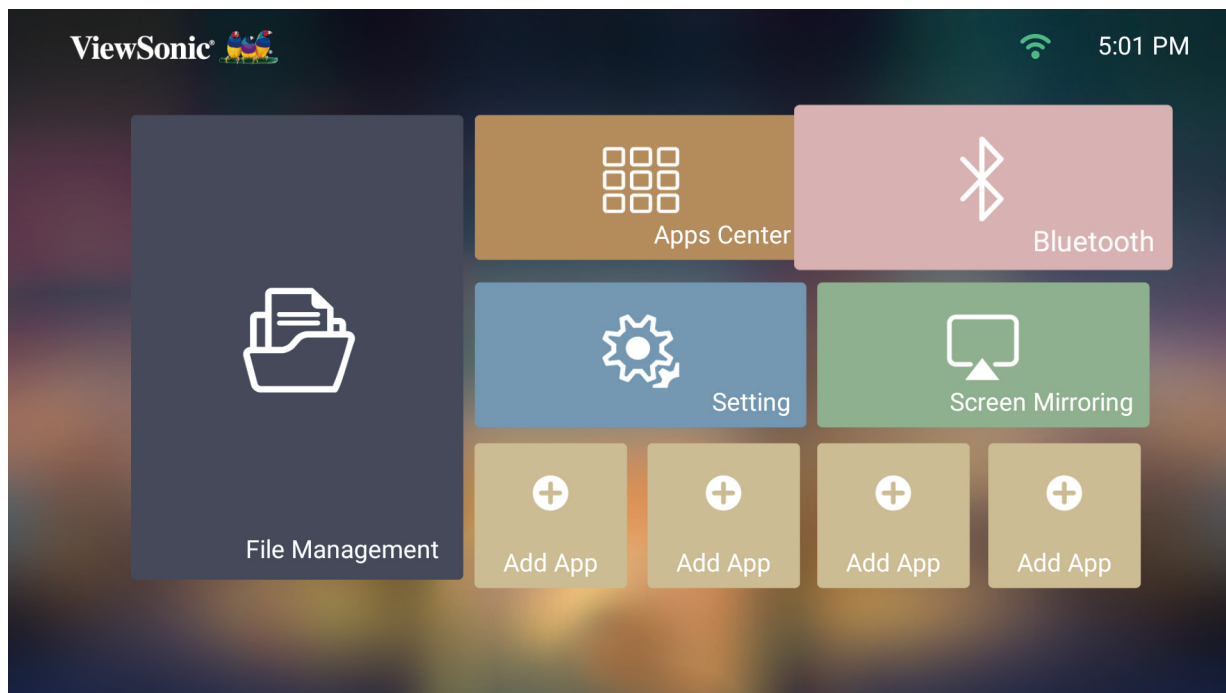 ViewSonic®
5:01 PM
Apps Center
Bluetooth
Setting
Screen Mirroring
File Management
Add App
Add App
Add App
Add App